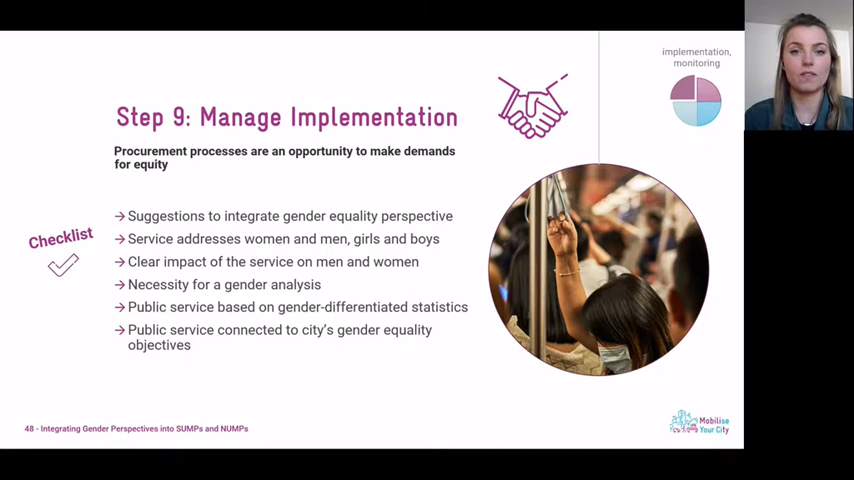 implementation,
monitoring
Step 9: Manage Implementation
Procurement processes are an opportunity to make demands
for equity
Checklist
→ Suggestions to integrate gender equality perspective
→ Service addresses women and men, girls and boys
→ Clear impact of the service on men and women
→ Necessity for a gender analysis
→ Public service based on gender-differentiated statistics
→ Public service connected to city's gender equality
objectives
48 - Integrating Gender Perspectives into SUMPs and NUMPs
Mobilise
Your City